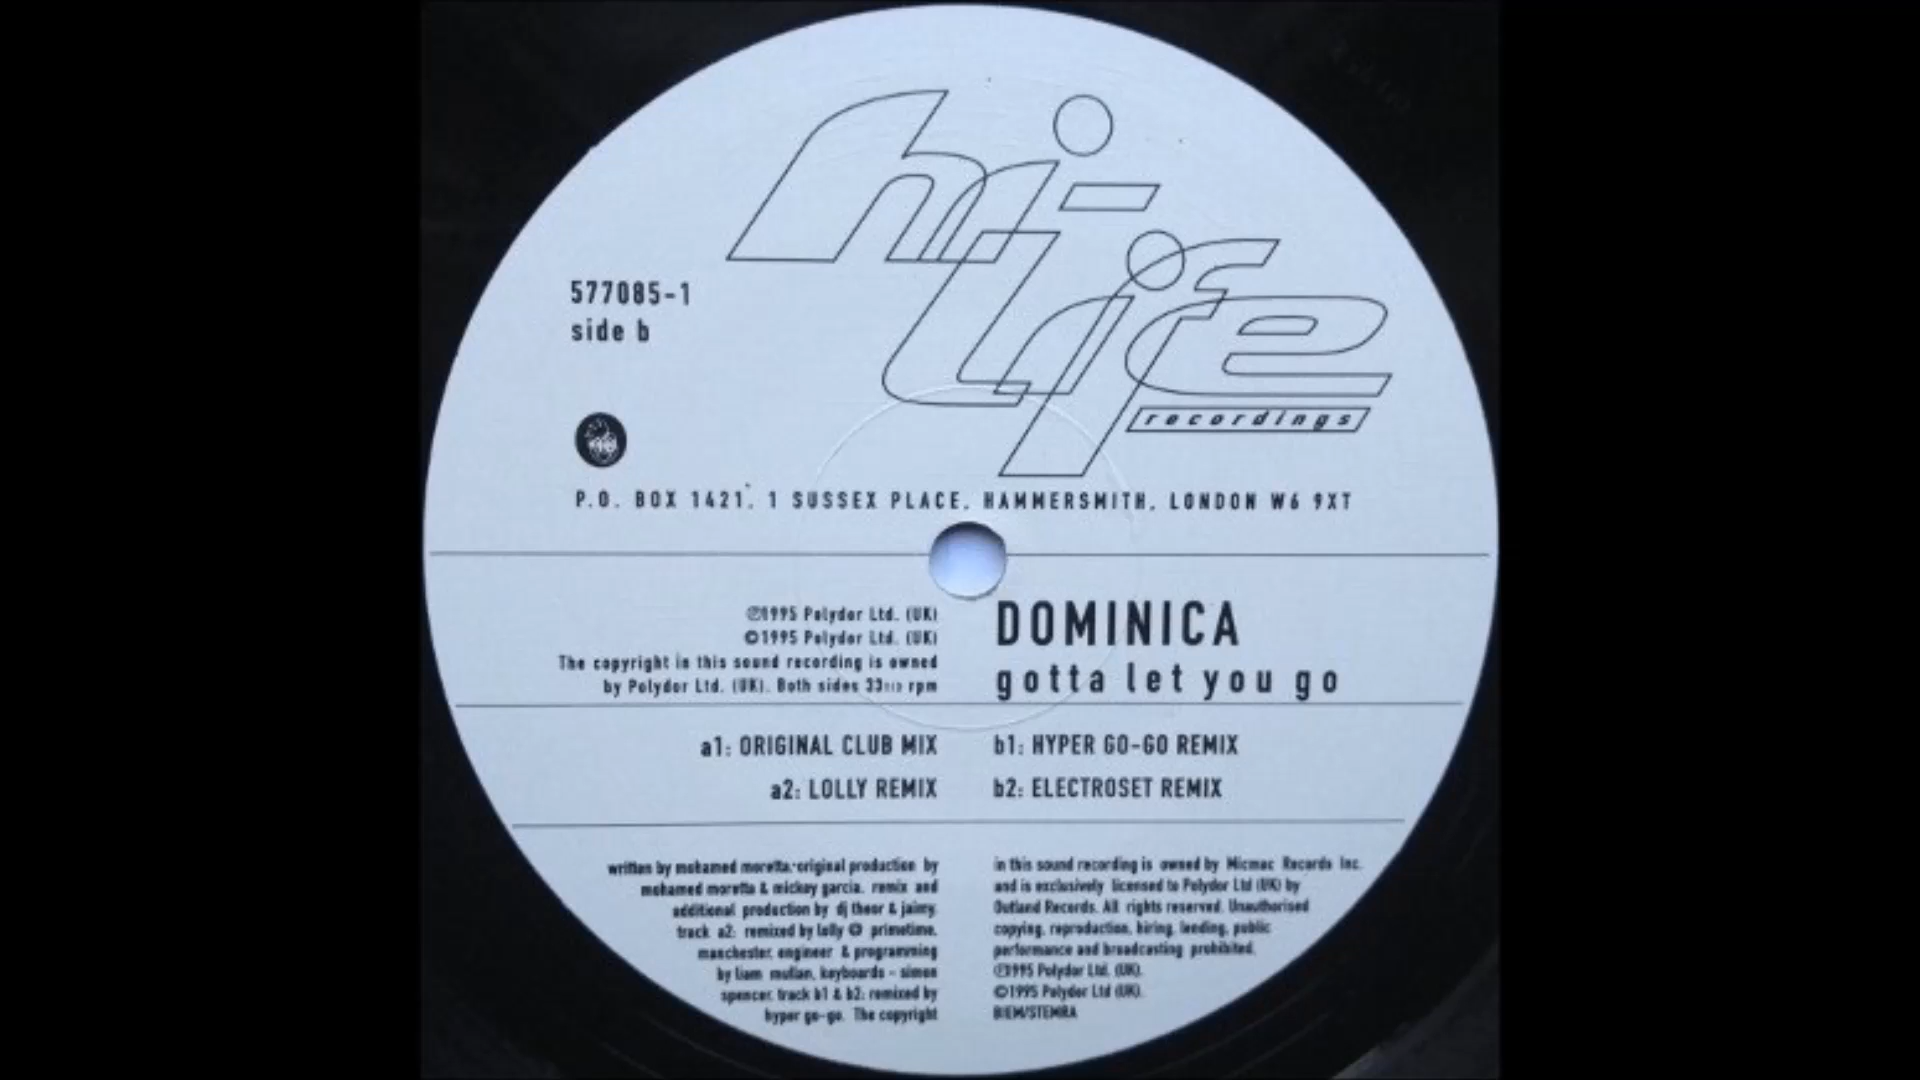 hi-
life
recordings
577085-1
side b
P.O. BOX 1421, 1 SUSSEX PLACE, HAMMERSMITH, LONDON W6 9XT
℗1995 Polydor Ltd. (UK)
©1995 Polydor Ltd. (UK)
The copyright in this sound recording is owned
by Polydor Ltd. (UK). Both sides 33 1/3 rpm
DOMINICA
gotta let you go
a1: ORIGINAL CLUB MIX
a2: LOLLY REMIX
b1: HYPER GO-GO REMIX
b2: ELECTROSET REMIX
written by mohamed moretta. original production by
mohamed moretta & mickey garcia. remix and
additional production by dj theor & jaimy.
track a2: remixed by lolly @ primetime,
manchester. engineer & programming
by liam mullan, keyboards - simon
spencer. track b1 & b2: remixed by
hyper go-go. The copyright
in this sound recording is owned by Micmac Records Inc.
and is exclusively licensed to Polydor Ltd (UK) by
Outland Records. All rights reserved. Unauthorised
copying, reproduction, hiring, lending, public
performance and broadcasting prohibited.
℗1995 Polydor Ltd. (UK).
©1995 Polydor Ltd (UK).
BIEM/STEMRA